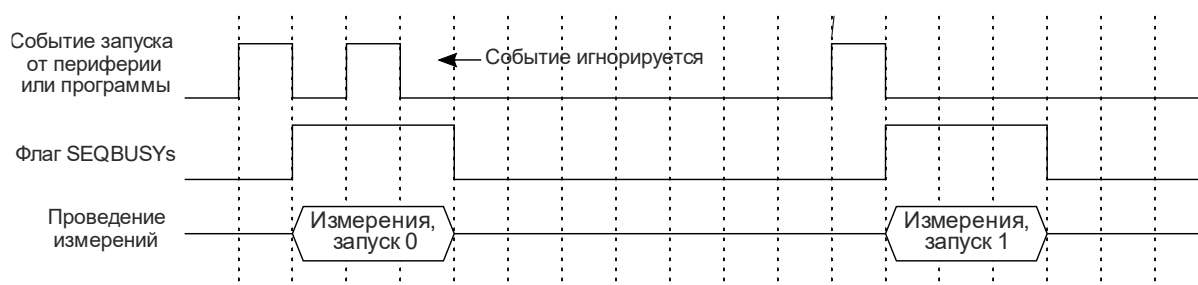 Событие запуска
от периферии
или программы
Событие игнорируется
Флаг SEQBUSYs
Проведение
измерений
Измерения,
запуск 0
Измерения,
запуск 1